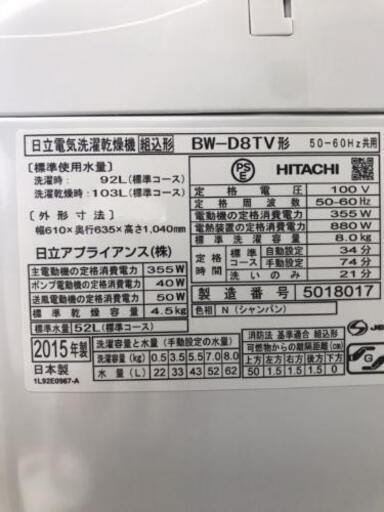 日立電気洗濯乾燥機 組込形 BW-D8TV形 50-60Hz共用
[標準使用水量]
洗濯時: 92L(標準コース)
洗濯乾燥時:103L(標準コース)
[外形寸法]
幅610×奥行635×高さ1,040mm
日立アプライアンス(株)
主電動機の定格消費電力 355W
ポンプ電動機の定格消費電力 40W
送風電動機の定格消費電力 50W
標準乾燥容量 4.5kg
標準水量 52L(標準コース)
PS
E
HITACHI
定格電圧 100V
定格周波数 50-60Hz
電動機の定格消費電力 355W
電熱装置の定格消費電力 880W
標準洗濯容量 8.0kg
定格時間 標準コース 自動設定 34分
手動設定 74分
洗いのみ 21分
製造番号 5018017
色相 N(シャンパン)
2015年製
日本製
1L92E0967-A
洗濯容量と水量(手動設定の水量)
洗濯容量(kg) 0.5 3.5 5.5 7.0 8.0
水量(L) 22 33 43 52 62
消防法 基準適合 組込形
可燃物からの離隔距離(cm)
上方 左方 右方 前方 後方 下方
50 1.5 1.5 1.5 1.5 0